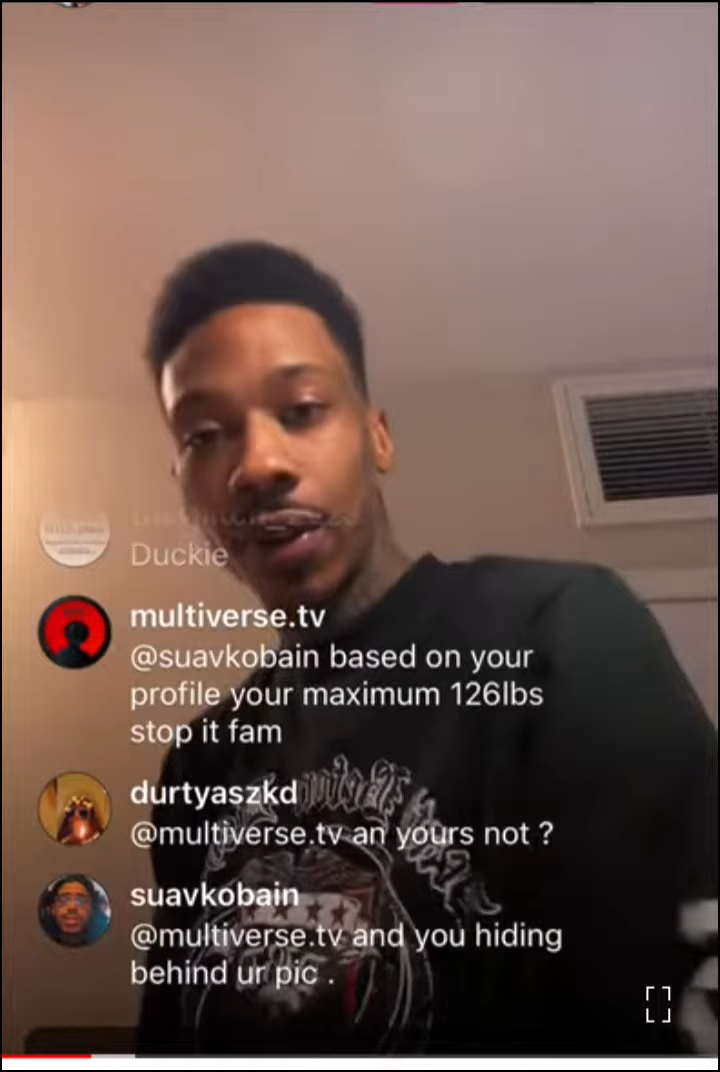 Duckie
multiverse.tv
@suavkobain based on your
profile your maximum 126lbs
stop it fam
durtyaszkd
@multiverse.tv an yours not ?
suavkobain
@multiverse.tv and you hiding
behind ur pic .